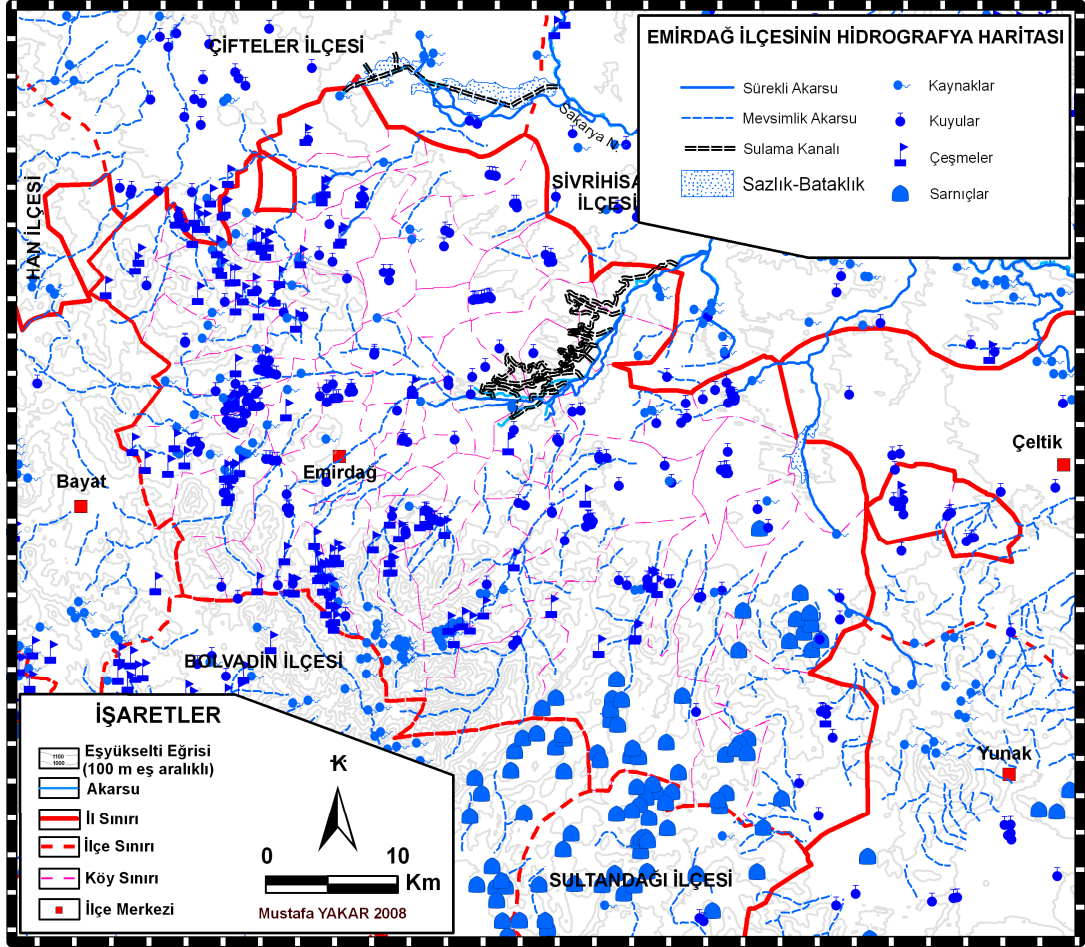 EMİRDAĞ İLÇESİNİN HİDROGRAFYA HARİTASI
Sürekli Akarsu
Mevsimlik Akarsu
Sulama Kanalı
Sazlık-Bataklık
Kaynaklar
Kuyular
Çeşmeler
Sarnıçlar
ÇİFTELER İLÇESİ
Sakarya N
SİVRİHİSA
İLÇESİ
HAN İLÇESİ
Emirdağ
Bayat
Çeltik
BOLVADİN İLÇESİ
Yunak
SULTANDAĞI İLÇESİ
İŞARETLER
1100
1000
Eşyükselti Eğrisi
(100 m eş aralıklı)
Akarsu
İl Sınırı
İlçe Sınırı
Köy Sınırı
İlçe Merkezi
K
0 10
Km
Mustafa YAKAR 2008